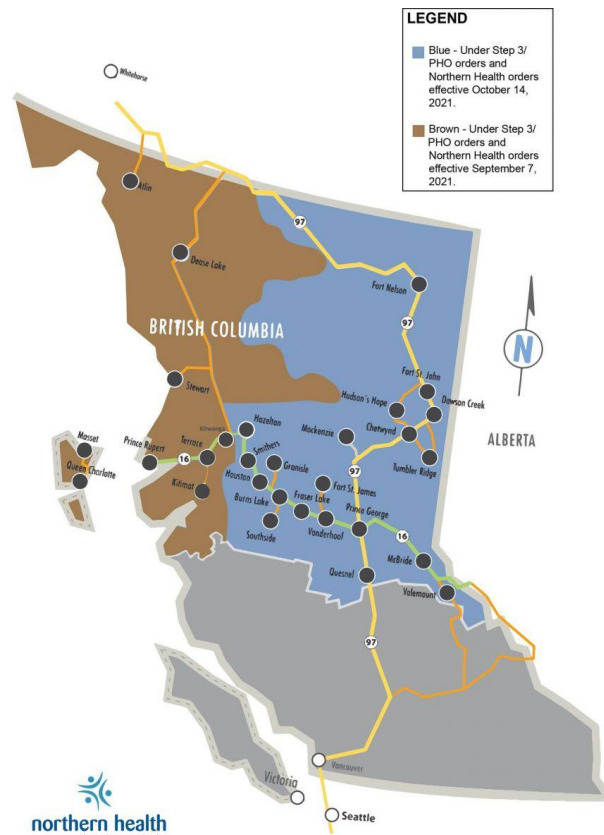 LEGEND
Blue - Under Step 3/
PHO orders and
Northern Health orders
effective October 14,
2021.
Brown - Under Step 3/
PHO orders and
Northern Health orders
effective September 7,
2021.
Whitehorse
Atlin
97
Dease Lake
Fort Nelson
97
BRITISH COLUMBIA
N
Fort St. John
Stewart
Hudson's Hope
Dawson Creek
Hazelton
Kitwanga
Mackenzie
Chetwynd
ALBERTA
Masset
Smithers
Terrace
Prince Rupert
16
Granisle
97
Tumbler Ridge
Queen Charlotte
Houston
Kitimat
Fort St. James
Burns Lake
Fraser Lake
Prince George
Southside
Vanderhoof
16
McBride
Quesnel
Valemount
97
Vancouver
Victoria
Seattle
northern health